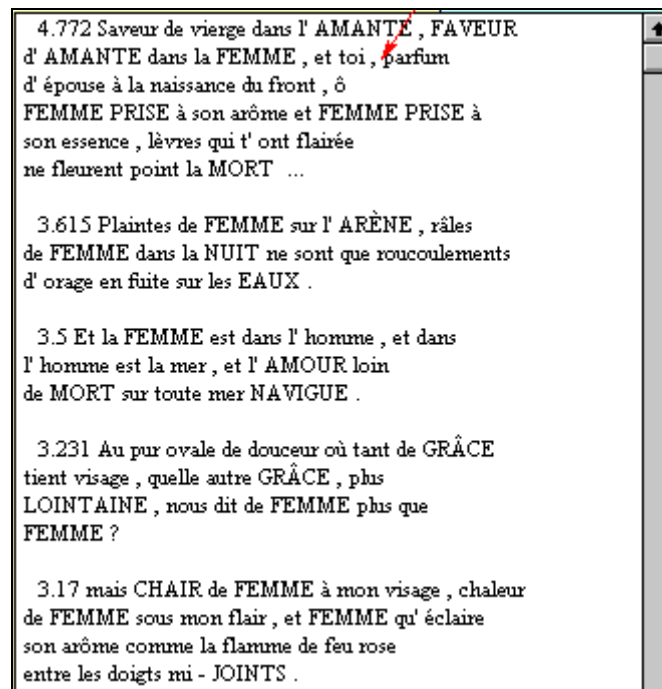 4.772 Saveur de vierge dans l' AMANTE , FAVEUR
d' AMANTE dans la FEMME , et toi , parfum
d' épouse à la naissance du front , ô
FEMME PRISE à son arôme et FEMME PRISE à
son essence , lèvres qui t' ont flairée
ne fleurent point la MORT ...
3.615 Plaintes de FEMME sur l' ARÈNE , râles
de FEMME dans la NUIT ne sont que roucoulements
d' orage en fuite sur les EAUX .
3.5 Et la FEMME est dans l' homme , et dans
l' homme est la mer , et l' AMOUR loin
de MORT sur toute mer NAVIGUE .
3.231 Au pur ovale de douceur où tant de GRÂCE
tient visage , quelle autre GRÂCE , plus
LOINTAINE , nous dit de FEMME plus que
FEMME ?
3.17 mais CHAIR de FEMME à mon visage , chaleur
de FEMME sous mon flair , et FEMME qu' éclaire
son arôme comme la flamme de feu rose
entre les doigts mi - JOINTS .